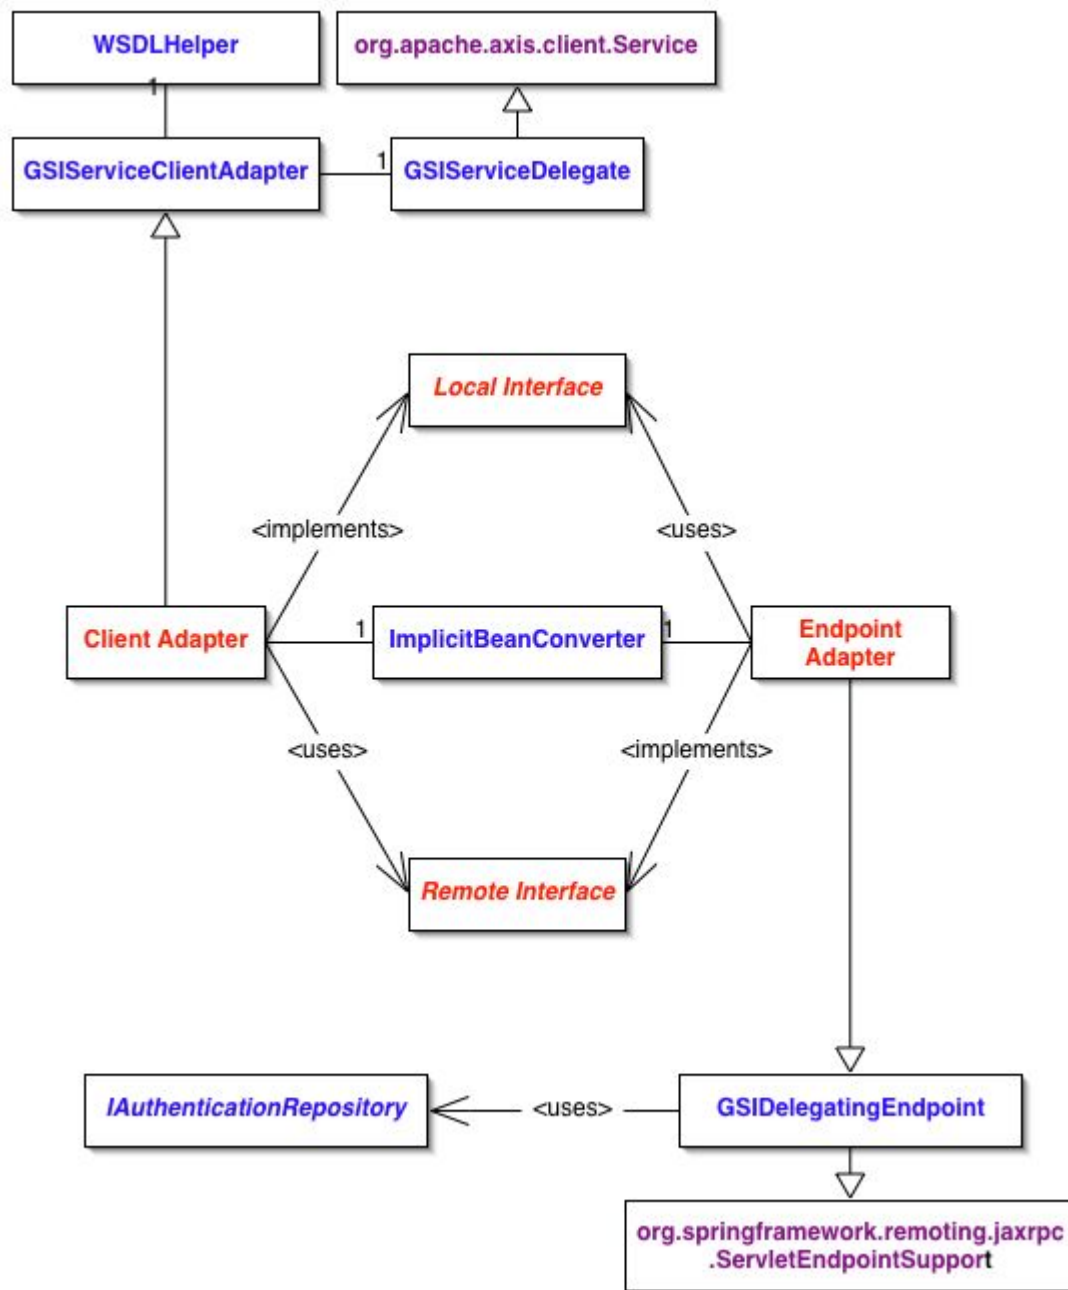 WSDLHelper
org.apache.axis.client.Service
1
GSIServiceClientAdapter
1
GSIServiceDelegate
Local Interface
<implements>
<uses>
Client Adapter
1
ImplicitBeanConverter
1
Endpoint
Adapter
<uses>
<implements>
Remote Interface
IAuthenticationRepository
<uses>
GSIDelegatingEndpoint
org.springframework.remoting.jaxrpc
.ServletEndpointSupport